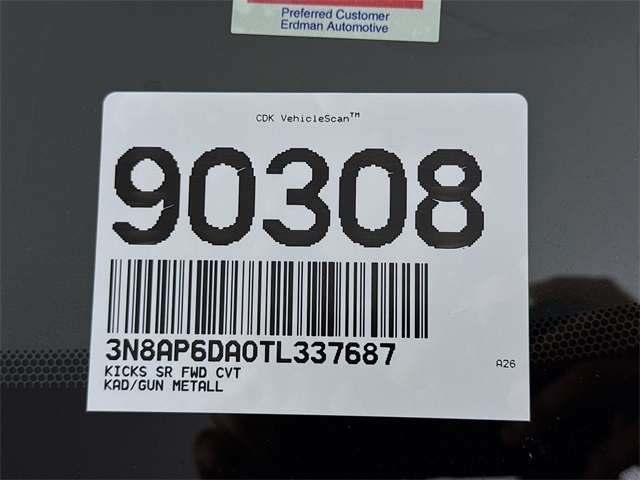 Preferred Customer
Erdman Automotive
CDK VehicleScan™
90308
3N8AP6DA0TL337687
KICKS SR FWD CVT
KAD/GUN METALL
A26